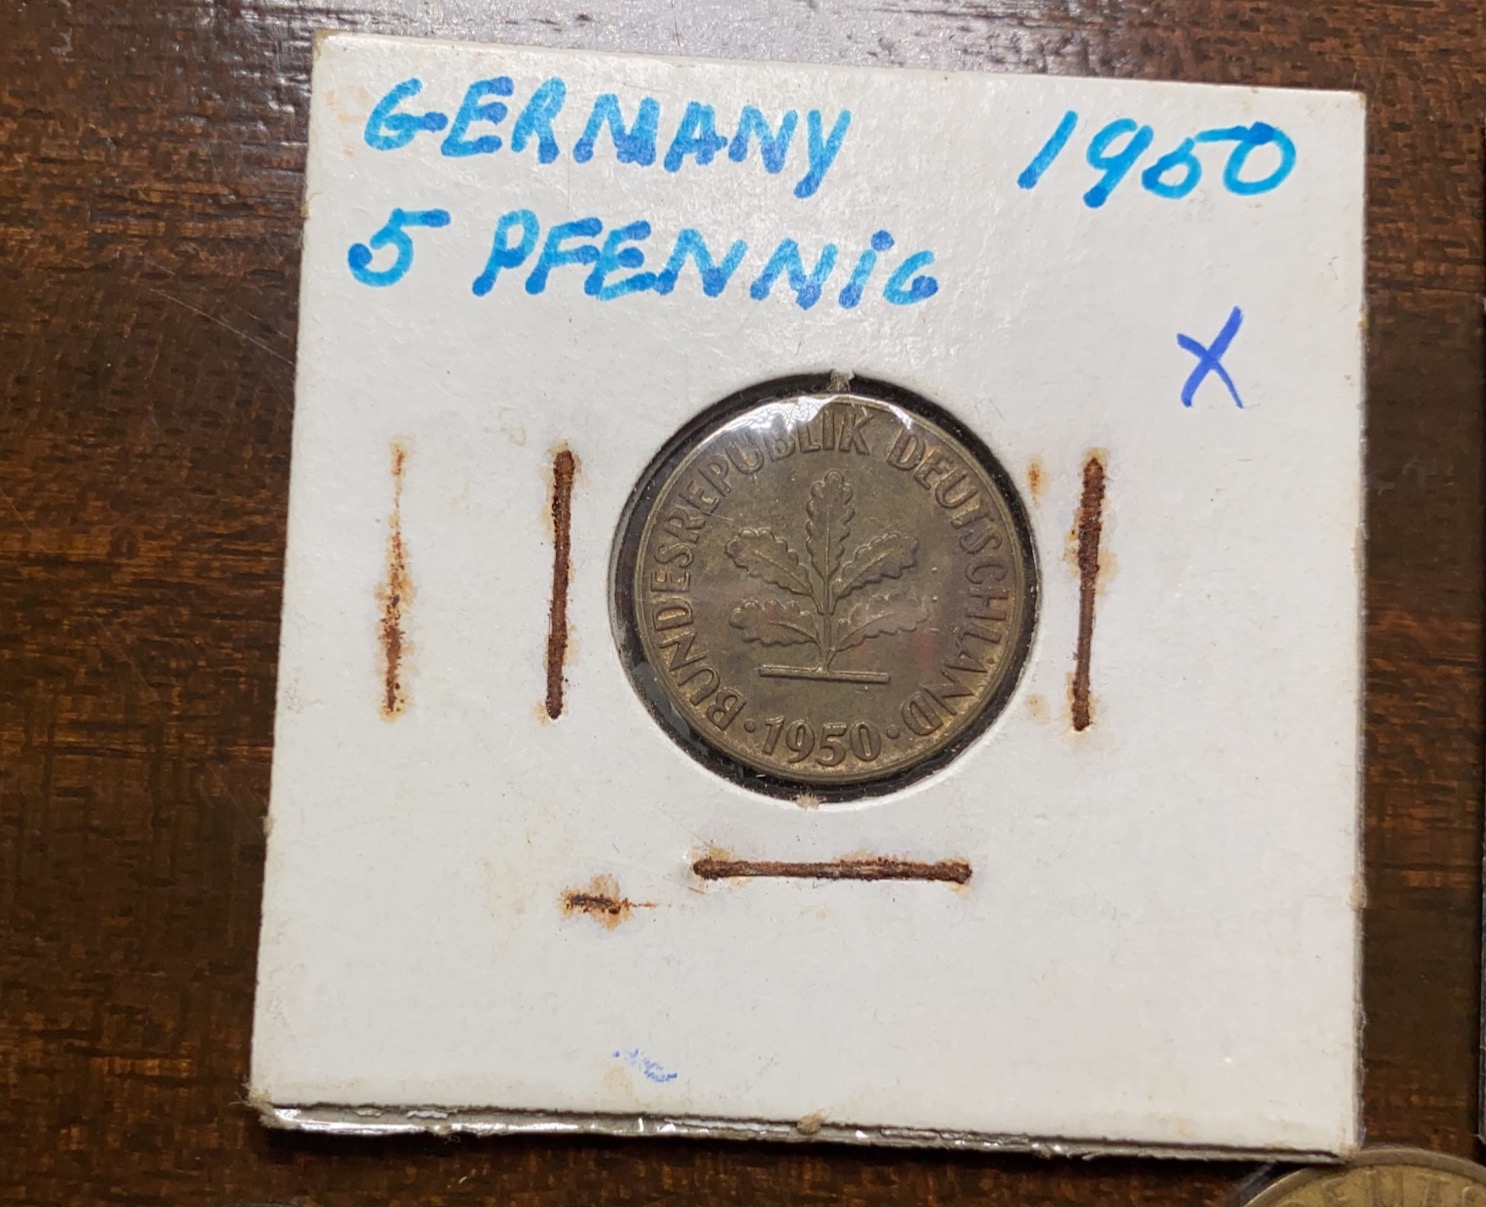 GERMANY 1950
5 PFENNIG
X
BUNDESREPUBLIK DEUTSCHLAND
· 1950 ·